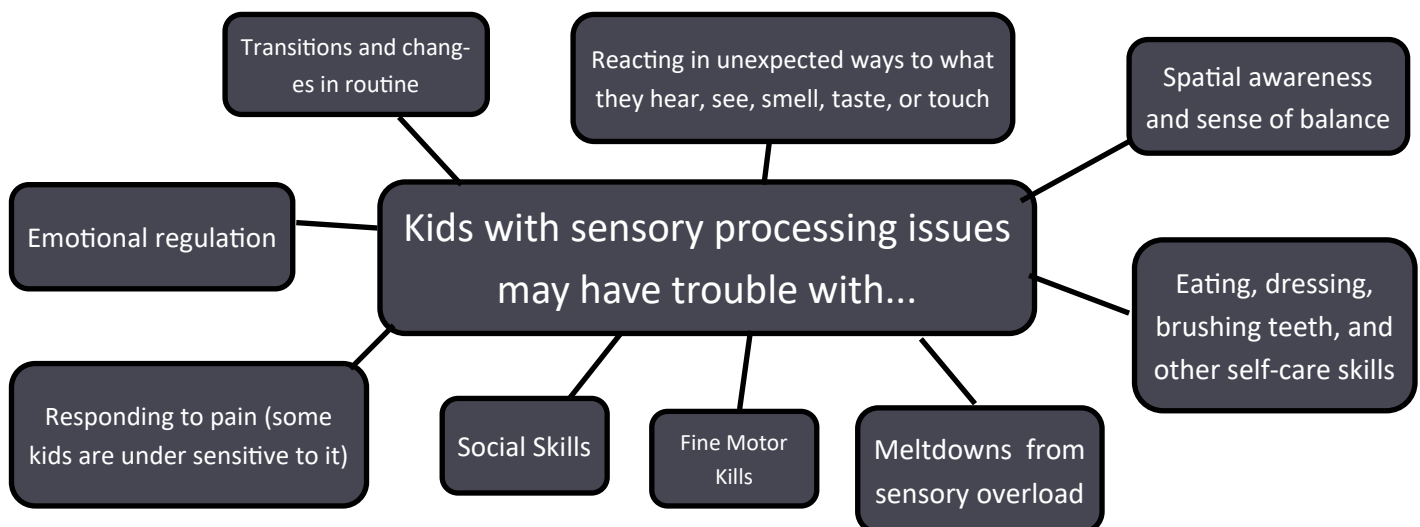 Transitions and chang-
es in routine
Reacting in unexpected ways to what
they hear, see, smell, taste, or touch
Spatial awareness
and sense of balance
Emotional regulation
Kids with sensory processing issues
may have trouble with...
Eating, dressing,
brushing teeth, and
other self-care skills
Responding to pain (some
kids are under sensitive to it)
Social Skills
Fine Motor
Kills
Meltdowns from
sensory overload